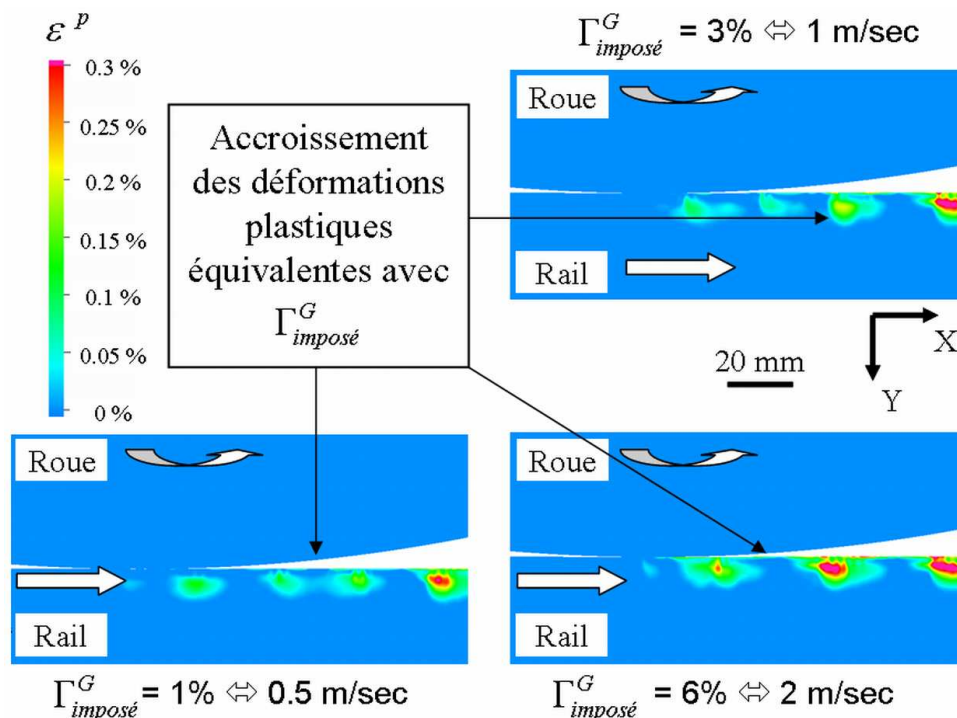 ε^p
0.3 %
0.25 %
0.2 %
0.15 %
0.1 %
0.05 %
0 %
Γ^G_imposé = 3% ⇔ 1 m/sec
Roue
Rail
Accroissement
des déformations
plastiques
équivalentes avec
Γ^G_imposé
X
Y
20 mm
Roue
Rail
Γ^G_imposé = 1% ⇔ 0.5 m/sec
Roue
Rail
Γ^G_imposé = 6% ⇔ 2 m/sec